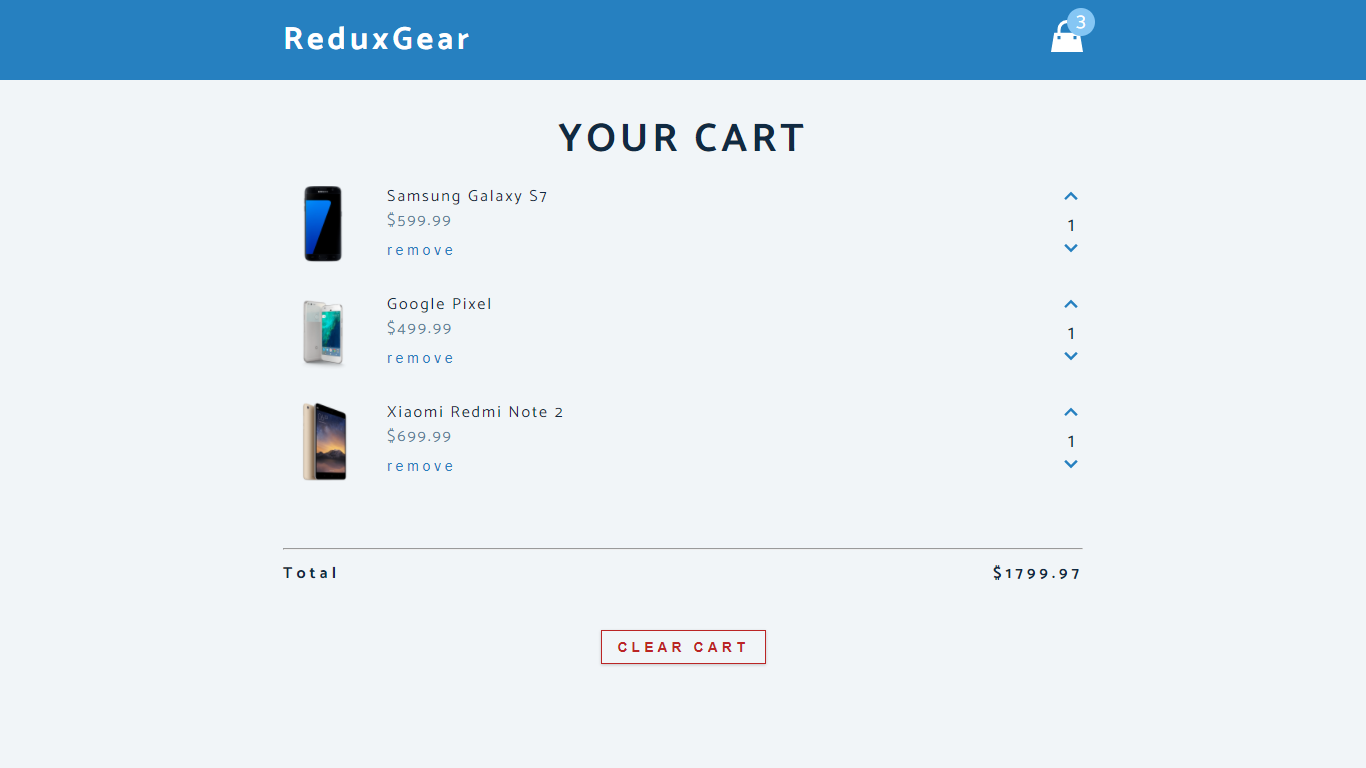 ReduxGear
3
YOUR CART
Samsung Galaxy S7
$599.99
1
remove
Google Pixel
$499.99
1
remove
Xiaomi Redmi Note 2
$699.99
1
remove
Total $1799.97
CLEAR CART